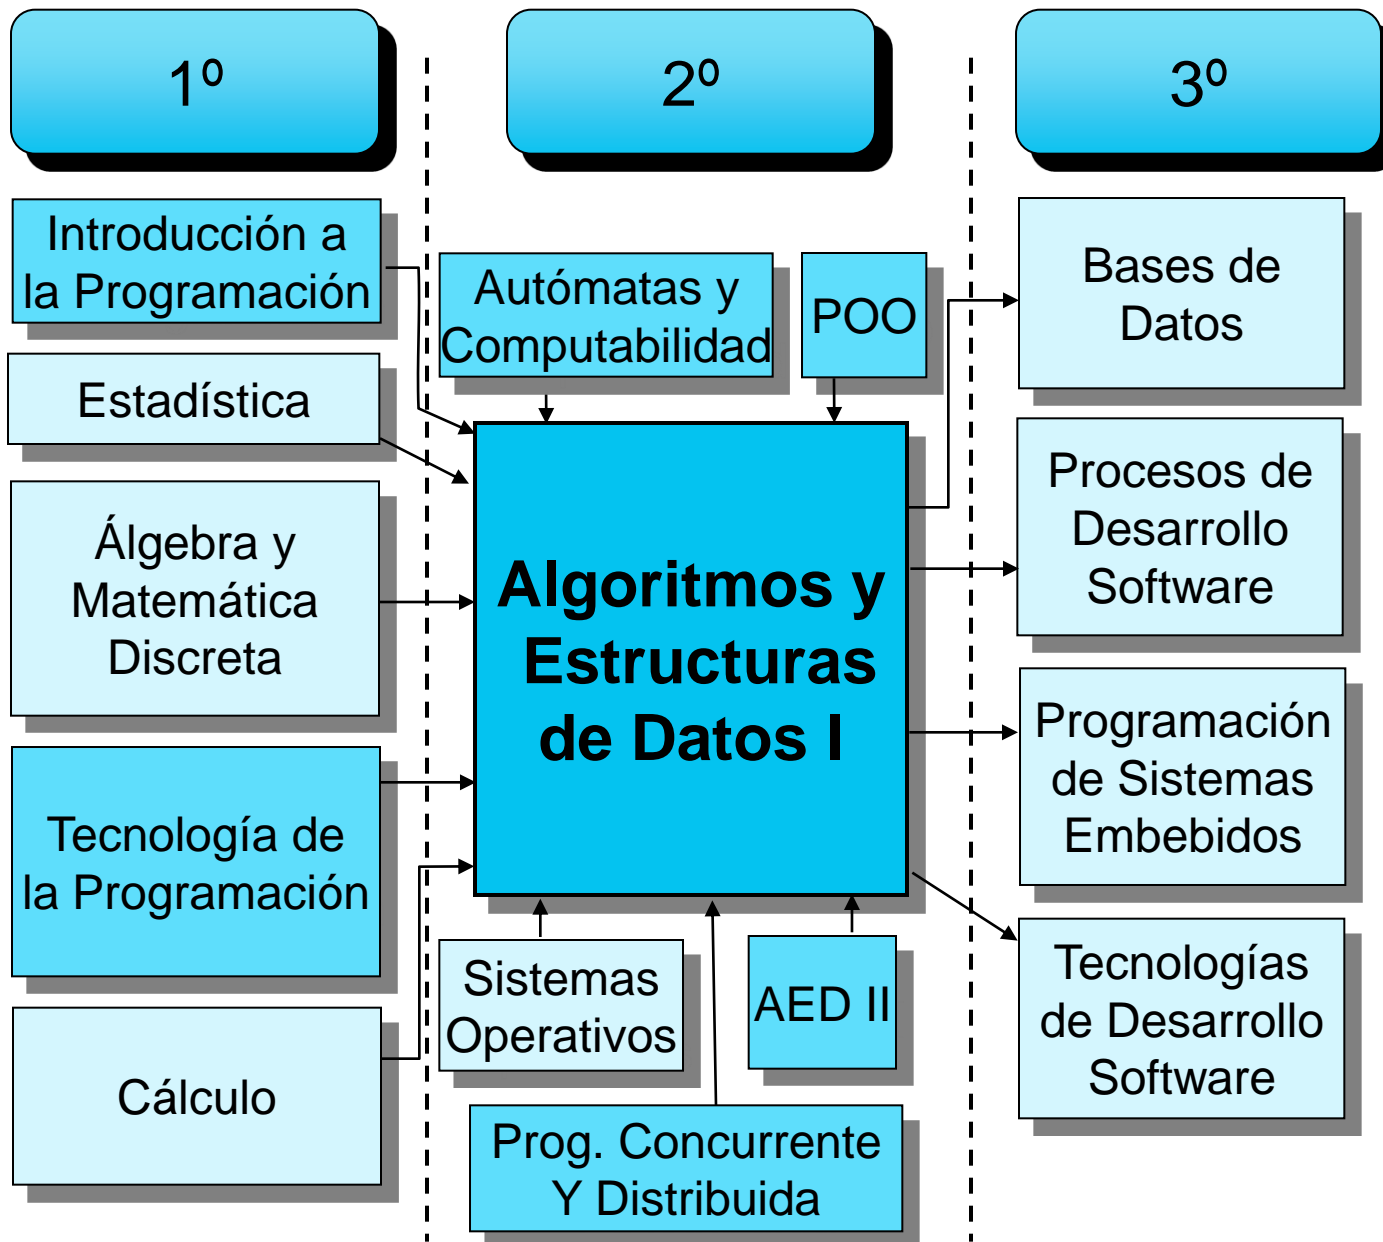 1º
2º
3º
Introducción a
la Programación
Estadística
Álgebra y
Matemática
Discreta
Tecnología de
la Programación
Cálculo
Autómatas y
Computabilidad
POO
Algoritmos y
Estructuras
de Datos I
Sistemas
Operativos
AED II
Prog. Concurrente
Y Distribuida
Bases de
Datos
Procesos de
Desarrollo
Software
Programación
de Sistemas
Embebidos
Tecnologías
de Desarrollo
Software